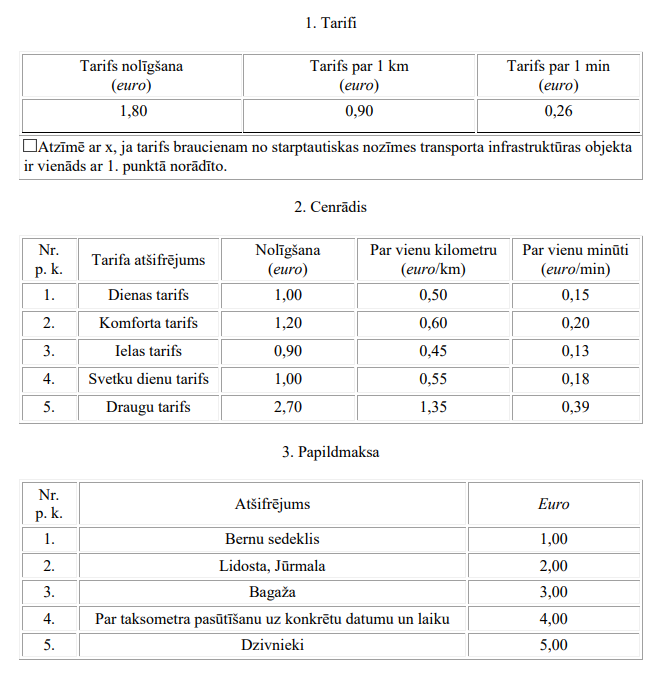 1. Tarifi
Tarifs nolīgšana Tarifs par 1 km Tarifs par 1 min
(euro) (euro) (euro)
1,80 0,90 0,26
☐Atzīmē ar x, ja tarifs braucienam no starptautiskas nozīmes transporta infrastruktūras objekta
ir vienāds ar 1. punktā norādīto.
2. Cenrādis
Nr. p. k. Tarifa atšifrējums Nolīgšana (euro) Par vienu kilometru (euro/km) Par vienu minūti (euro/min)
1. Dienas tarifs 1,00 0,50 0,15
2. Komforta tarifs 1,20 0,60 0,20
3. Ielas tarifs 0,90 0,45 0,13
4. Svetku dienu tarifs 1,00 0,55 0,18
5. Draugu tarifs 2,70 1,35 0,39
3. Papildmaksa
Nr. p. k. Atšifrējums Euro
1. Bernu sedeklis 1,00
2. Lidosta, Jūrmala 2,00
3. Bagaža 3,00
4. Par taksometra pasūtīšanu uz konkrētu datumu un laiku 4,00
5. Dzivnieki 5,00